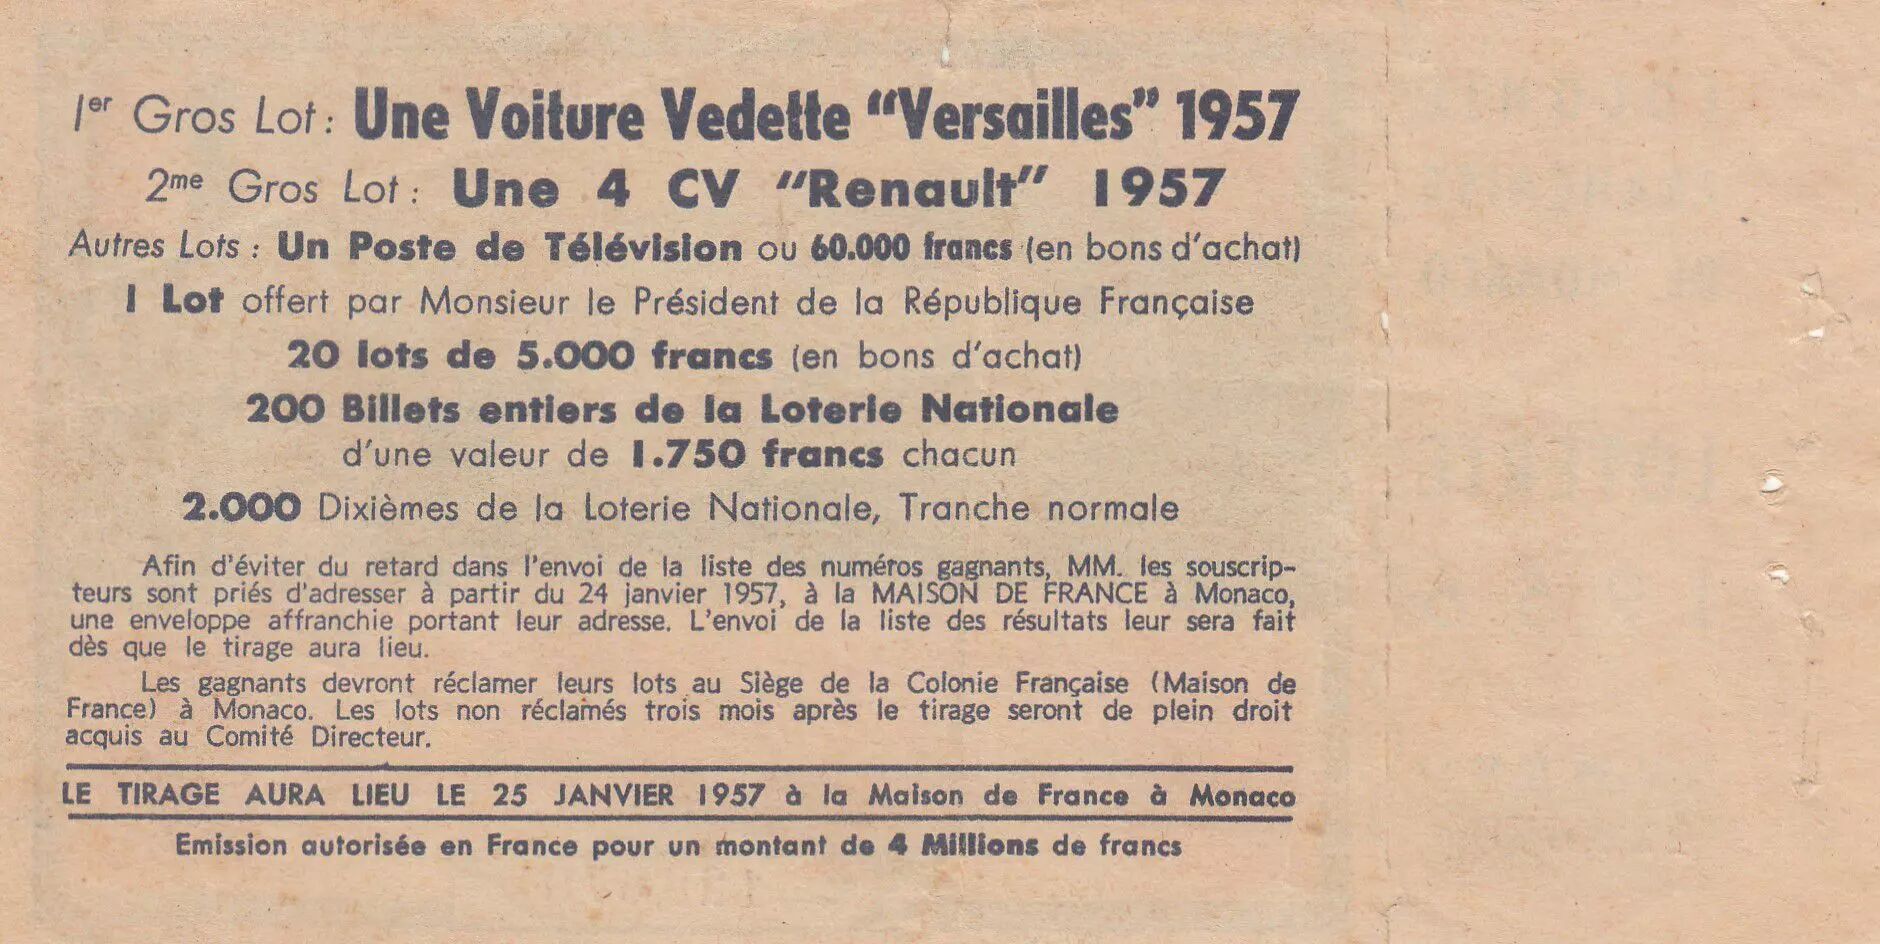 1er Gros Lot : Une Voiture Vedette "Versailles" 1957
2me Gros Lot : Une 4 CV "Renault" 1957
Autres Lots : Un Poste de Télévision ou 60.000 francs (en bons d'achat)
1 Lot offert par Monsieur le Président de la République Française
20 lots de 5.000 francs (en bons d'achat)
200 Billets entiers de la Loterie Nationale
d'une valeur de 1.750 francs chacun
2.000 Dixièmes de la Loterie Nationale, Tranche normale
Afin d'éviter du retard dans l'envoi de la liste des numéros gagnants, MM. les souscrip-
teurs sont priés d'adresser à partir du 24 janvier 1957, à la MAISON DE FRANCE à Monaco,
une enveloppe affranchie portant leur adresse. L'envoi de la liste des résultats leur sera fait
dès que le tirage aura lieu.
Les gagnants devront réclamer leurs lots au Siège de la Colonie Française (Maison de
France) à Monaco. Les lots non réclamés trois mois après le tirage seront de plein droit
acquis au Comité Directeur.
LE TIRAGE AURA LIEU LE 25 JANVIER 1957 à la Maison de France à Monaco
Emission autorisée en France pour un montant de 4 Millions de francs